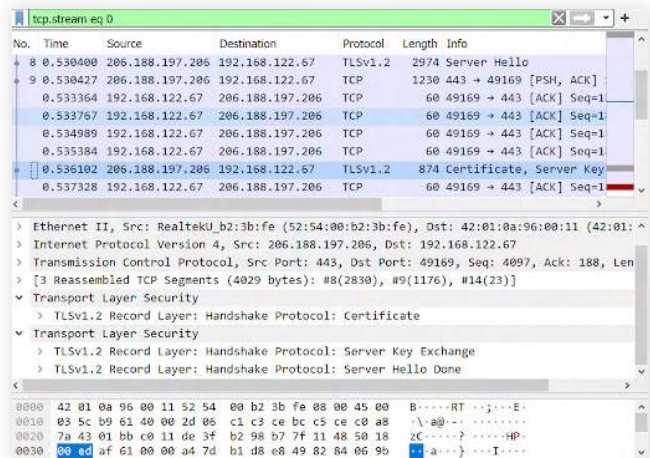 tcp.stream eq 0
No. Time Source Destination Protocol Length Info
8 0.530400 206.188.197.206 192.168.122.67 TLSv1.2 2974 Server Hello
9 0.530427 206.188.197.206 192.168.122.67 TCP 1230 443 → 49169 [PSH, ACK]
0.533364 192.168.122.67 206.188.197.206 TCP 60 49169 → 443 [ACK] Seq=1
0.533767 192.168.122.67 206.188.197.206 TCP 60 49169 → 443 [ACK] Seq=1
0.534989 192.168.122.67 206.188.197.206 TCP 60 49169 → 443 [ACK] Seq=1
0.535384 192.168.122.67 206.188.197.206 TCP 60 49169 → 443 [ACK] Seq=1
0.536102 206.188.197.206 192.168.122.67 TLSv1.2 874 Certificate, Server Key
0.537328 192.168.122.67 206.188.197.206 TCP 60 49169 → 443 [ACK] Seq=1
Ethernet II, Src: RealtekU_b2:3b:fe (52:54:00:b2:3b:fe), Dst: 42:01:0a:96:00:11 (42:01:
Internet Protocol Version 4, Src: 206.188.197.206, Dst: 192.168.122.67
Transmission Control Protocol, Src Port: 443, Dst Port: 49169, Seq: 4097, Ack: 188, Len
[3 Reassembled TCP Segments (4029 bytes): #8(2830), #9(1176), #14(23)]
Transport Layer Security
TLSv1.2 Record Layer: Handshake Protocol: Certificate
Transport Layer Security
TLSv1.2 Record Layer: Handshake Protocol: Server Key Exchange
TLSv1.2 Record Layer: Handshake Protocol: Server Hello Done
0000 42 01 0a 96 00 11 52 54 00 b2 3b fe 08 00 45 00 B·····RT ··;···E·
0010 03 5c b9 61 40 00 2d 06 c1 c3 ce bc c5 ce c0 a8 ·\·a@·-· ········
0020 7a 43 01 bb c0 11 de 3f b2 98 b7 7f 11 48 50 18 zC·····? ·····HP·
0030 00 ed af 61 00 00 a4 7d b1 d8 e8 49 82 84 06 9b ···a···} ···I····